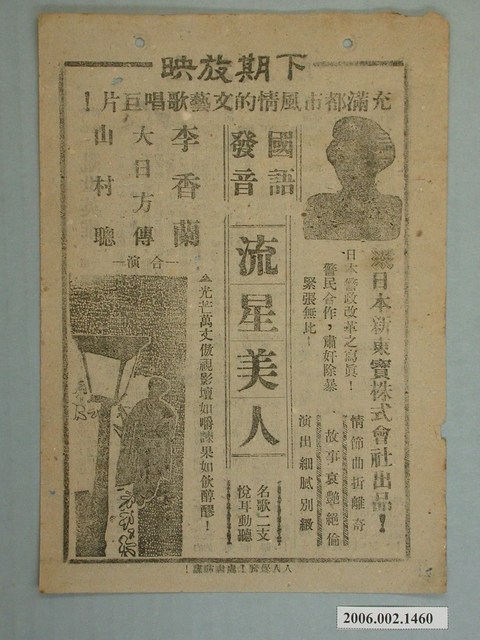 下期放映
充滿都市風情的文藝歌唱巨片！
日本新東寶株式會社出品！
日本警政改革之寫真！
警民合作，肅奸除暴
緊張無比！
情節曲折離奇
故事哀艷絕倫
演出細膩別緻
國語
發音
流星美人
名歌二支
悅耳動聽
李香蘭
大日方傳
山村聰
—合演—
光芒萬丈傲視影壇如嚼諫果如飲醇醪！
2006.002.1460